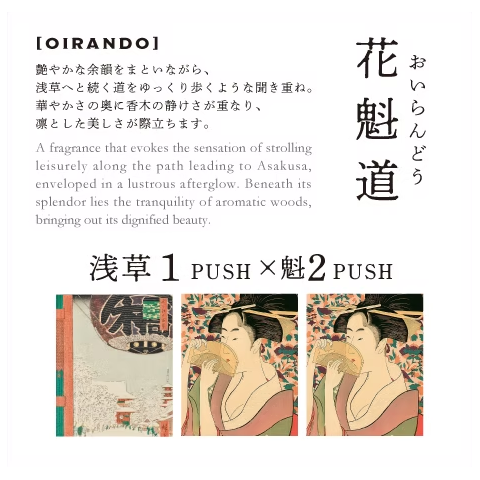 [OIRANDO]
艶やかな余韻をまといながら、
浅草へと続く道をゆっくり歩くような聞き重ね。
華やかさの奥に香木の静けさが重なり、
凛とした美しさが際立ちます。
A fragrance that evokes the sensation of strolling
leisurely along the path leading to Asakusa,
enveloped in a lustrous afterglow. Beneath its
splendor lies the tranquility of aromatic woods,
bringing out its dignified beauty.
花魁道
おいらんどう
浅草1 PUSH×魁2 PUSH